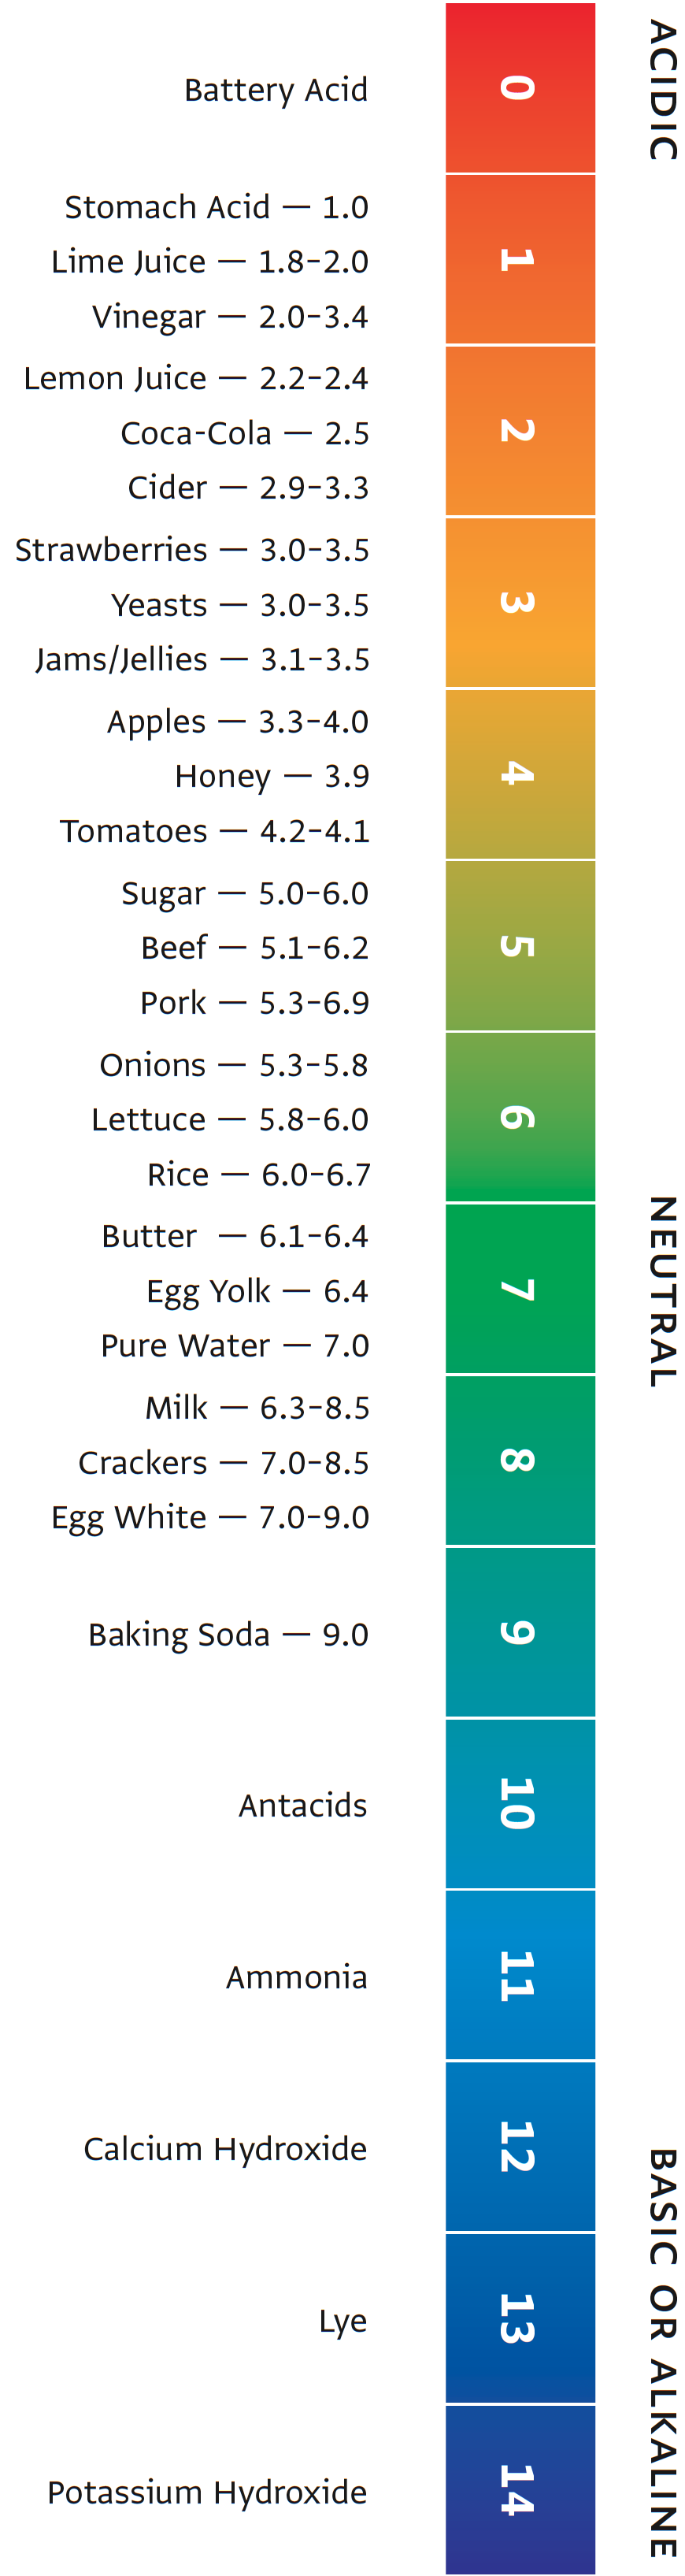 ACIDIC
Battery Acid
0
Stomach Acid — 1.0
Lime Juice — 1.8–2.0
1
Vinegar — 2.0–3.4
Lemon Juice — 2.2–2.4
Coca-Cola — 2.5
2
Cider — 2.9–3.3
Strawberries — 3.0–3.5
Yeasts — 3.0–3.5
3
Jams/Jellies — 3.1–3.5
Apples — 3.3–4.0
Honey — 3.9
4
Tomatoes — 4.2–4.1
Sugar — 5.0–6.0
Beef — 5.1–6.2
5
Pork — 5.3–6.9
Onions — 5.3–5.8
Lettuce — 5.8–6.0
6
Rice — 6.0–6.7
NEUTRAL
Butter — 6.1–6.4
Egg Yolk — 6.4
7
Pure Water — 7.0
Milk — 6.3–8.5
Crackers — 7.0–8.5
8
Egg White — 7.0–9.0
Baking Soda — 9.0
9
Antacids
10
Ammonia
11
Calcium Hydroxide
12
BASIC OR ALKALINE
Lye
13
Potassium Hydroxide
14